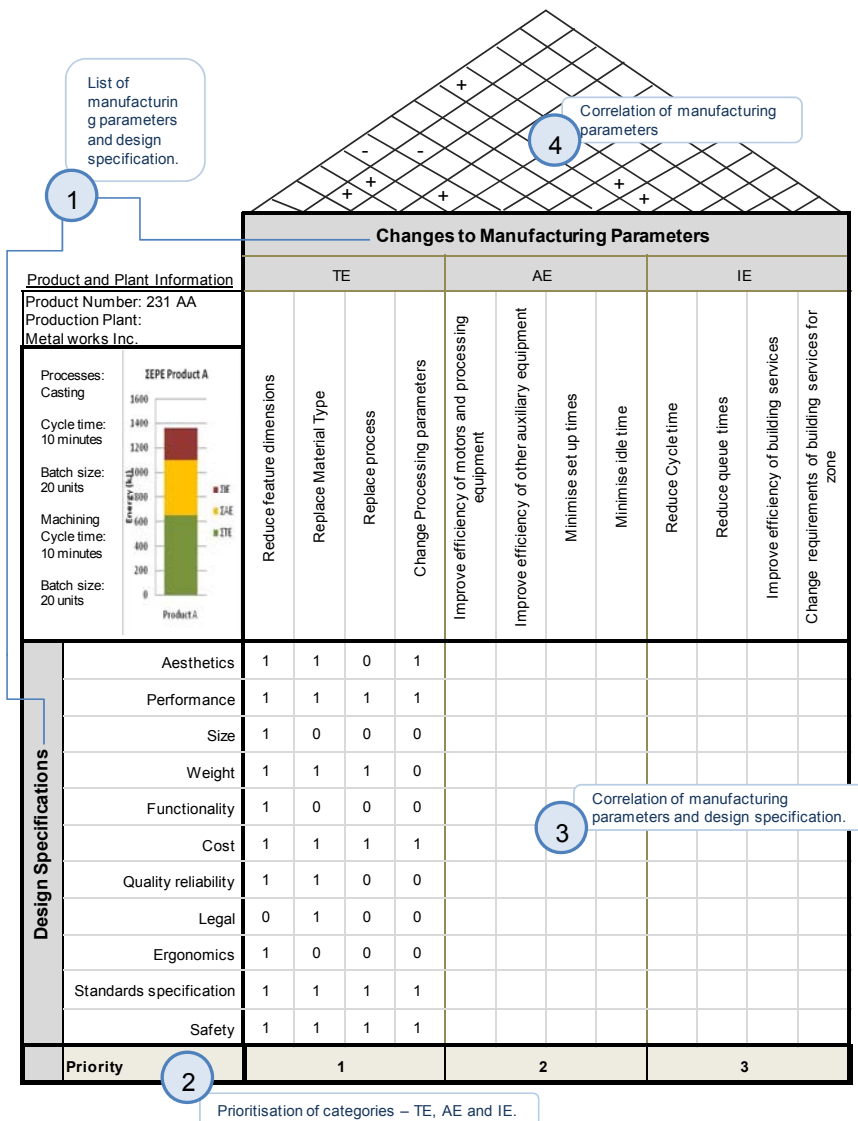 List of
manufacturin
g parameters
and design
specification.
1
+
Correlation of manufacturing
parameters
4
- -
+ + + + +
Changes to Manufacturing Parameters
Product and Plant Information
TE AE IE
Product Number: 231 AA
Production Plant:
Metal works Inc.
Processes:
Casting
Cycle time:
10 minutes
Batch size:
20 units
Machining
Cycle time:
10 minutes
Batch size:
20 units
ΣEPE Product A
1600
1400
1200
1000
800
600
400
200
0
Energy (kJ)
ΣIE
ΣAE
ΣTE
Product A
Reduce feature dimensions
Replace Material Type
Replace process
Change Processing parameters
Improve efficiency of motors and processing
equipment
Improve efficiency of other auxiliary equipment
Minimise set up times
Minimise idle time
Reduce Cycle time
Reduce queue times
Improve efficiency of building services
Change requirements of building services for
zone
Design Specifications
Aesthetics 1 1 0 1
Performance 1 1 1 1
Size 1 0 0 0
Weight 1 1 1 0
Functionality 1 0 0 0
Cost 1 1 1 1
Quality reliability 1 1 0 0
Legal 0 1 0 0
Ergonomics 1 0 0 0
Standards specification 1 1 1 1
Safety 1 1 1 1
Correlation of manufacturing
parameters and design specification.
3
Priority 1 2 3
2
Prioritisation of categories – TE, AE and IE.